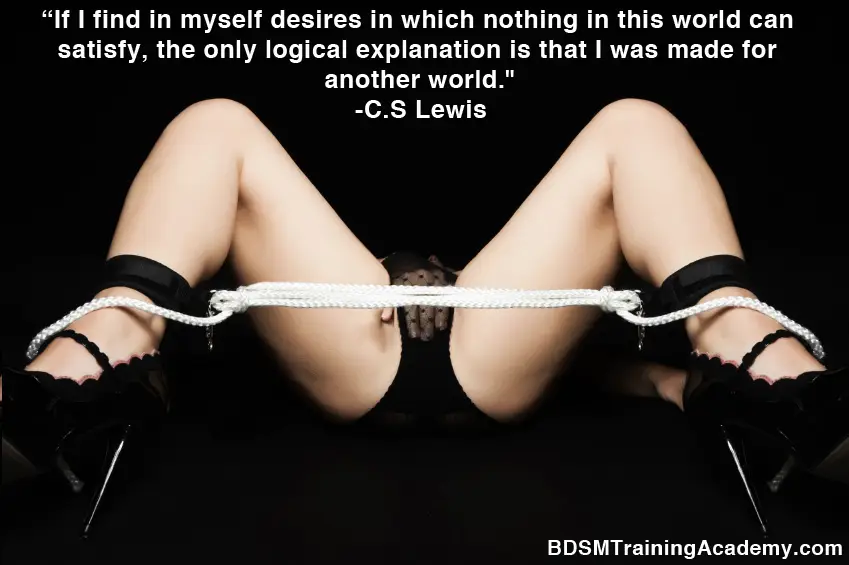 “If I find in myself desires in which nothing in this world can
satisfy, the only logical explanation is that I was made for
another world."
-C.S Lewis
BDSMTrainingAcademy.com